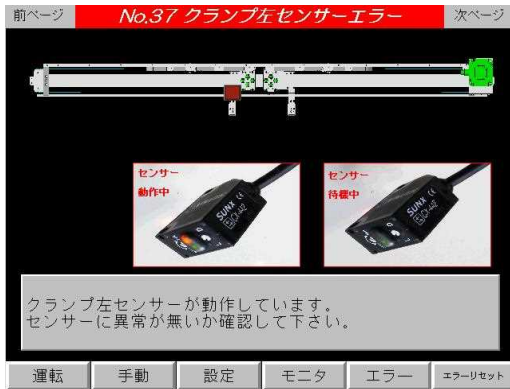 前ページ
No.37 クランプ左センサーエラー
次ページ
センサー
動作中
センサー
待機中
SUNX
CX-442
SUNX
CX-442
クランプ左センサーが動作しています。
センサーに異常が無いか確認して下さい。
運転
手動
設定
モニタ
エラー
エラーリセット